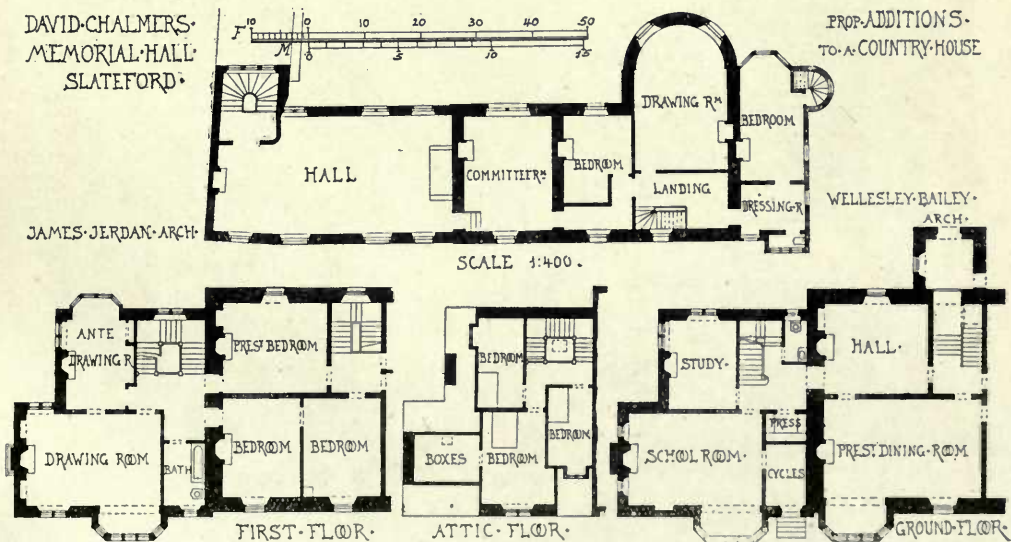 DAVID·CHALMERS·
MEMORIAL·HALL·
SLATEFORD·
10 0 10 20 30 40 50
F
M 0 5 10 15
PROP·ADDITIONS·
TO·A·COUNTRY·HOUSE
HALL
COMMITTEE RM
BEDROOM
DRAWING RM
LANDING
BEDROOM
DRESSING·R
JAMES·JERDAN·ARCH·
WELLESLEY·BAILEY·
ARCH·
SCALE 1:400.
ANTE
DRAWING R
PREST BEDROOM
DRAWING ROOM
BATH
BEDROOM
BEDROOM
FIRST·FLOOR·
BEDROOM
BEDROOM
BEDROOM
BOXES
ATTIC·FLOOR·
STUDY·
HALL·
PRESS
SCHOOL ROOM·
CYCLES
PREST DINING·ROOM
GROUND·FLOOR·